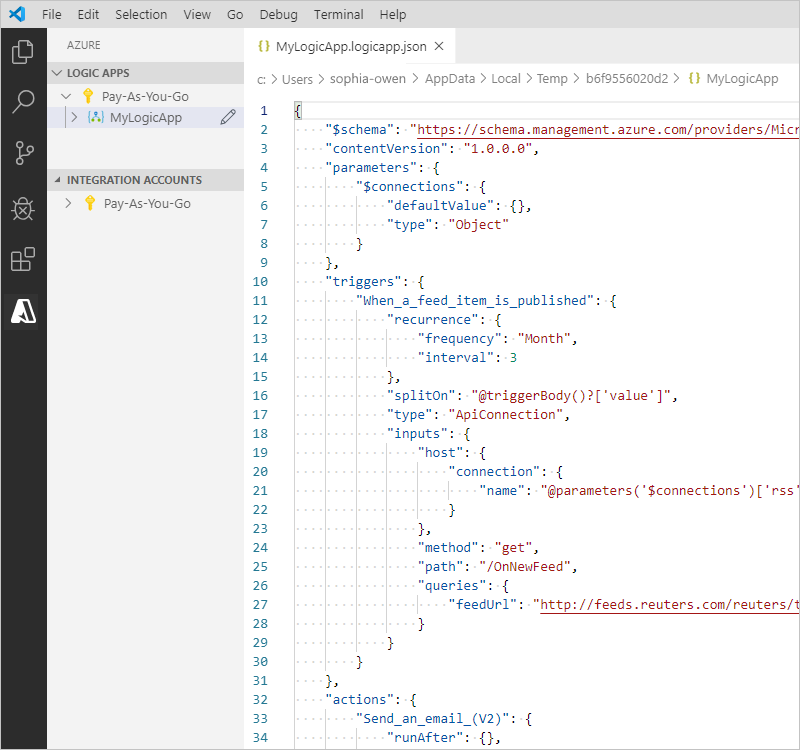 File Edit Selection View Go Debug Terminal Help
AZURE
LOGIC APPS
Pay-As-You-Go
MyLogicApp
INTEGRATION ACCOUNTS
Pay-As-You-Go
{} MyLogicApp.logicapp.json ×
c: > Users > sophia-owen > AppData > Local > Temp > b6f9556020d2 > {} MyLogicApp
1 {
2 "$schema": "https://schema.management.azure.com/providers/Micr
3 "contentVersion": "1.0.0.0",
4 "parameters": {
5 "$connections": {
6 "defaultValue": {},
7 "type": "Object"
8 }
9 },
10 "triggers": {
11 "When_a_feed_item_is_published": {
12 "recurrence": {
13 "frequency": "Month",
14 "interval": 3
15 },
16 "splitOn": "@triggerBody()?['value']",
17 "type": "ApiConnection",
18 "inputs": {
19 "host": {
20 "connection": {
21 "name": "@parameters('$connections')['rss'
22 }
23 },
24 "method": "get",
25 "path": "/OnNewFeed",
26 "queries": {
27 "feedUrl": "http://feeds.reuters.com/reuters/t
28 }
29 }
30 }
31 },
32 "actions": {
33 "Send_an_email_(V2)": {
34 "runAfter": {},